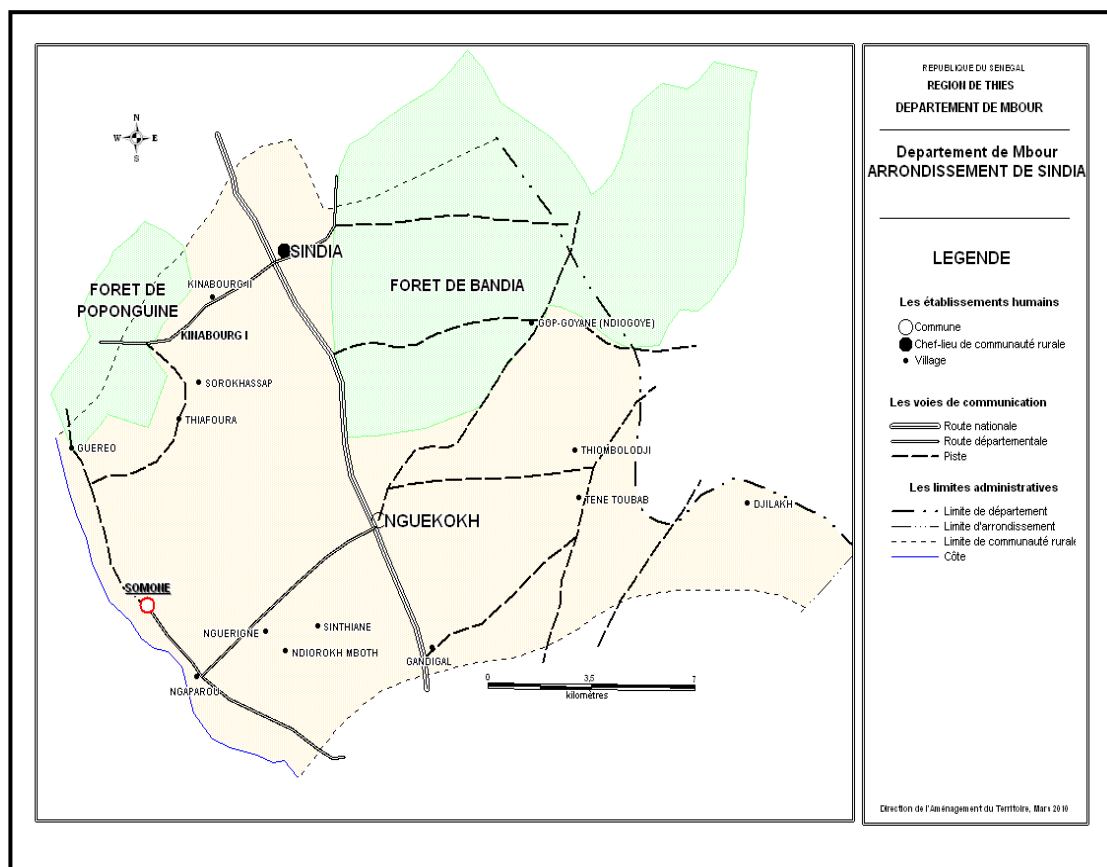 N
W E
S
SINDIA
FORET DE
POPONGUINE
KINABOURG II
FORET DE BANDIA
KINABOURG I
GOP-GOYANE (NDIOGOYE)
SOROKHASSAP
THIAFOURA
GUEREO
THIOMBOLODJI
TENE TOUBAB
DJILAKH
NGUEKOKH
SOMONE
NGUERIGNE
SINTHIANE
NDIOROKH MBOTH
GANDIGAL
NGAPAROU
0 3,5 7
kilomètres
REPUBLIQUE DU SENEGAL
REGION DE THIES
DEPARTEMENT DE MBOUR
Departement de Mbour
ARRONDISSEMENT DE SINDIA
LEGENDE
Les établissements humains
Commune
Chef-lieu de communauté rurale
Village
Les voies de communication
Route nationale
Route départementale
Piste
Les limites administratives
Limite de département
Limite d'arrondissement
Limite de communauté rurale
Côte
Direction de l'Aménagement du Territoire, Mars 2010